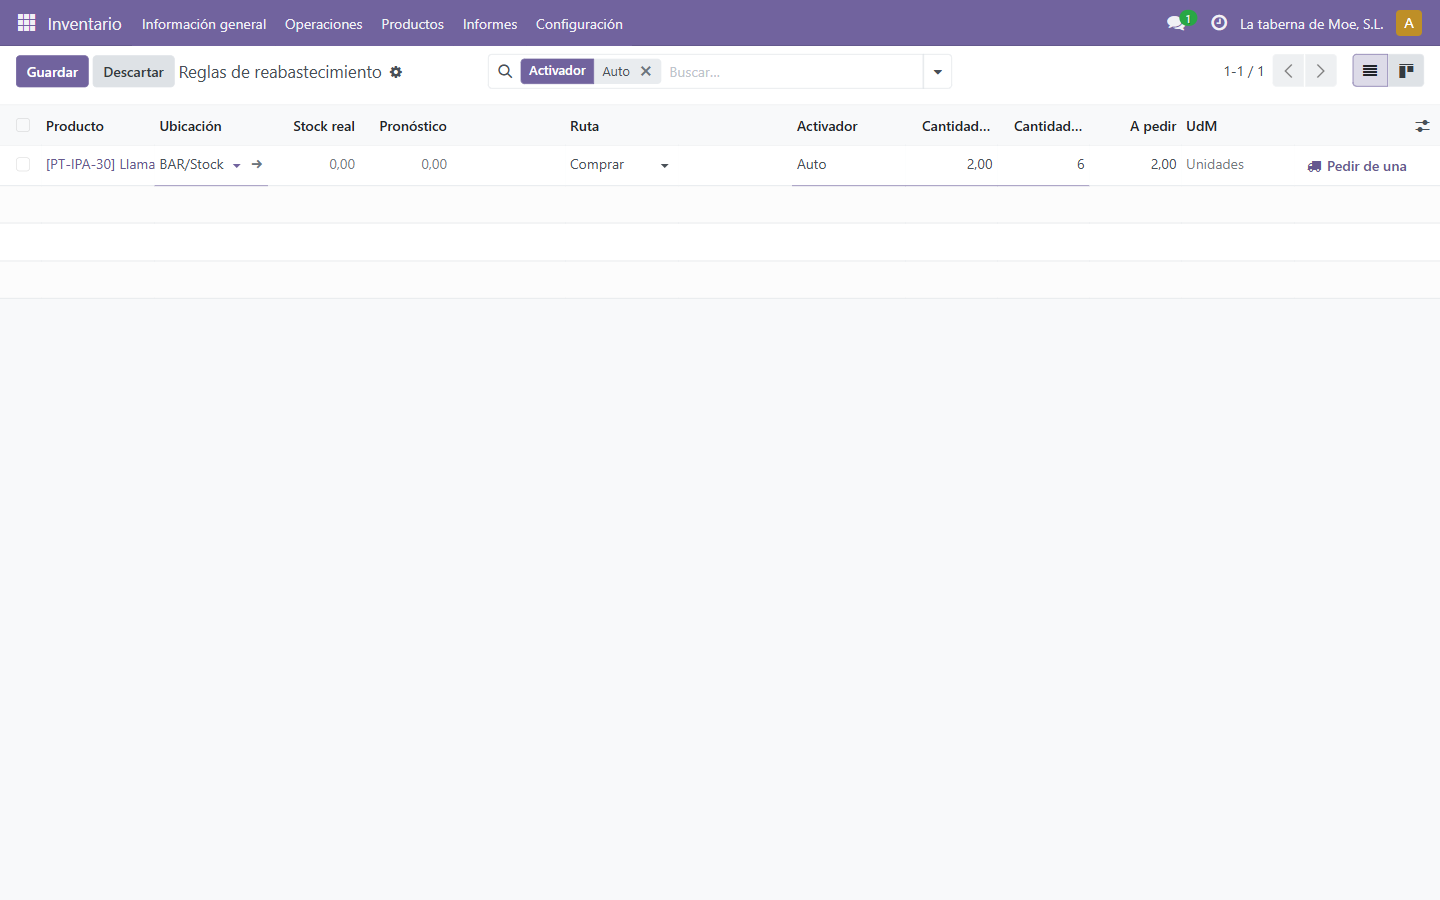 Inventario Información general Operaciones Productos Informes Configuración 1 La taberna de Moe, S.L. A
Guardar Descartar Reglas de reabastecimiento Activador Auto Buscar... 1-1 / 1
Producto Ubicación Stock real Pronóstico Ruta Activador Cantidad... Cantidad... A pedir UdM
[PT-IPA-30] Llama BAR/Stock 0,00 0,00 Comprar Auto 2,00 6 2,00 Unidades Pedir de una